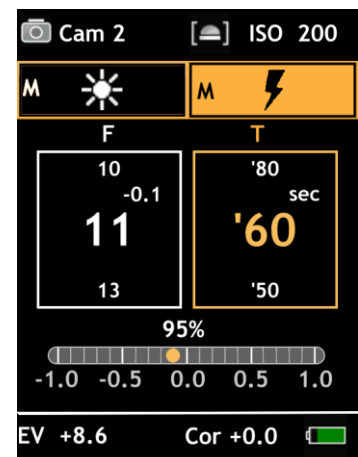 Cam 2 [ ] ISO 200
M M
F T
10 '80
-0.1 sec
11 '60
13 '50
95%
-1.0 -0.5 0.0 0.5 1.0
EV +8.6 Cor +0.0